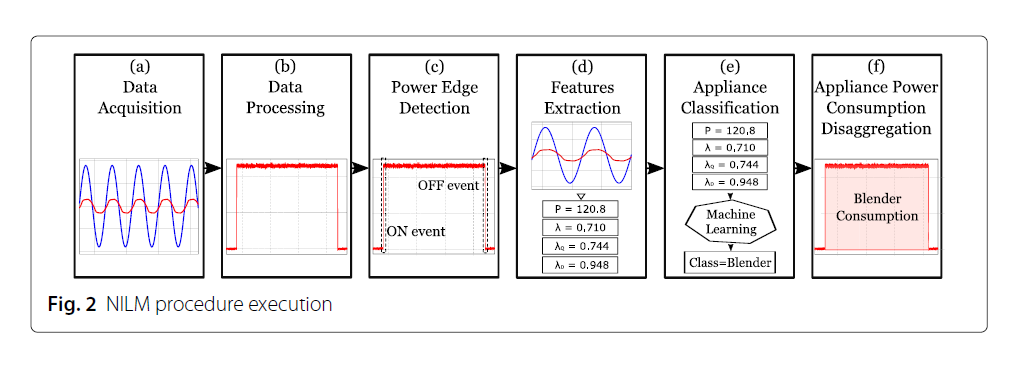 (a)
Data
Acquisition
(b)
Data
Processing
(c)
Power Edge
Detection
OFF event
ON event
(d)
Features
Extraction
P = 120.8
λ = 0,710
λQ = 0.744
λD = 0.948
(e)
Appliance
Classification
P = 120,8
λ = 0,710
λQ = 0,744
λD = 0.948
Machine
Learning
Class=Blender
(f)
Appliance Power
Consumption
Disaggregation
Blender
Consumption
Fig. 2 NILM procedure execution